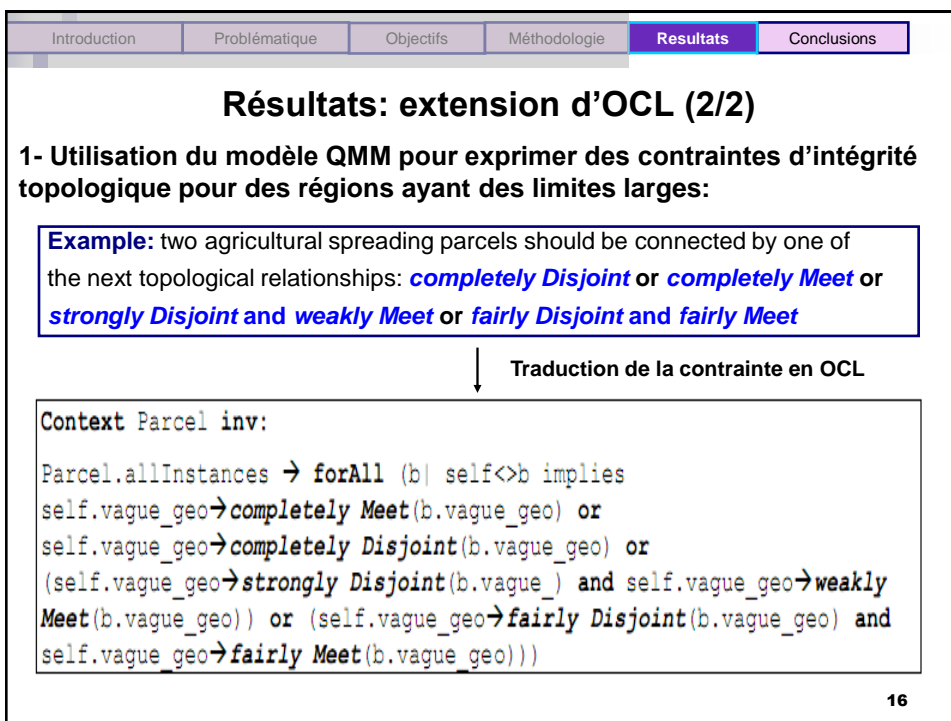 Introduction
Problématique
Objectifs
Méthodologie
Resultats
Conclusions
Résultats: extension d’OCL (2/2)
1- Utilisation du modèle QMM pour exprimer des contraintes d’intégrité
topologique pour des régions ayant des limites larges:
Example: two agricultural spreading parcels should be connected by one of
the next topological relationships: completely Disjoint or completely Meet or
strongly Disjoint and weakly Meet or fairly Disjoint and fairly Meet
Traduction de la contrainte en OCL
Context Parcel inv:
Parcel.allInstances → forAll (b| self<>b implies
self.vague_geo→completely Meet(b.vague_geo) or
self.vague_geo→completely Disjoint(b.vague_geo) or
(self.vague_geo→strongly Disjoint(b.vague_) and self.vague_geo→weakly
Meet(b.vague_geo)) or (self.vague_geo→fairly Disjoint(b.vague_geo) and
self.vague_geo→fairly Meet(b.vague_geo)))
16